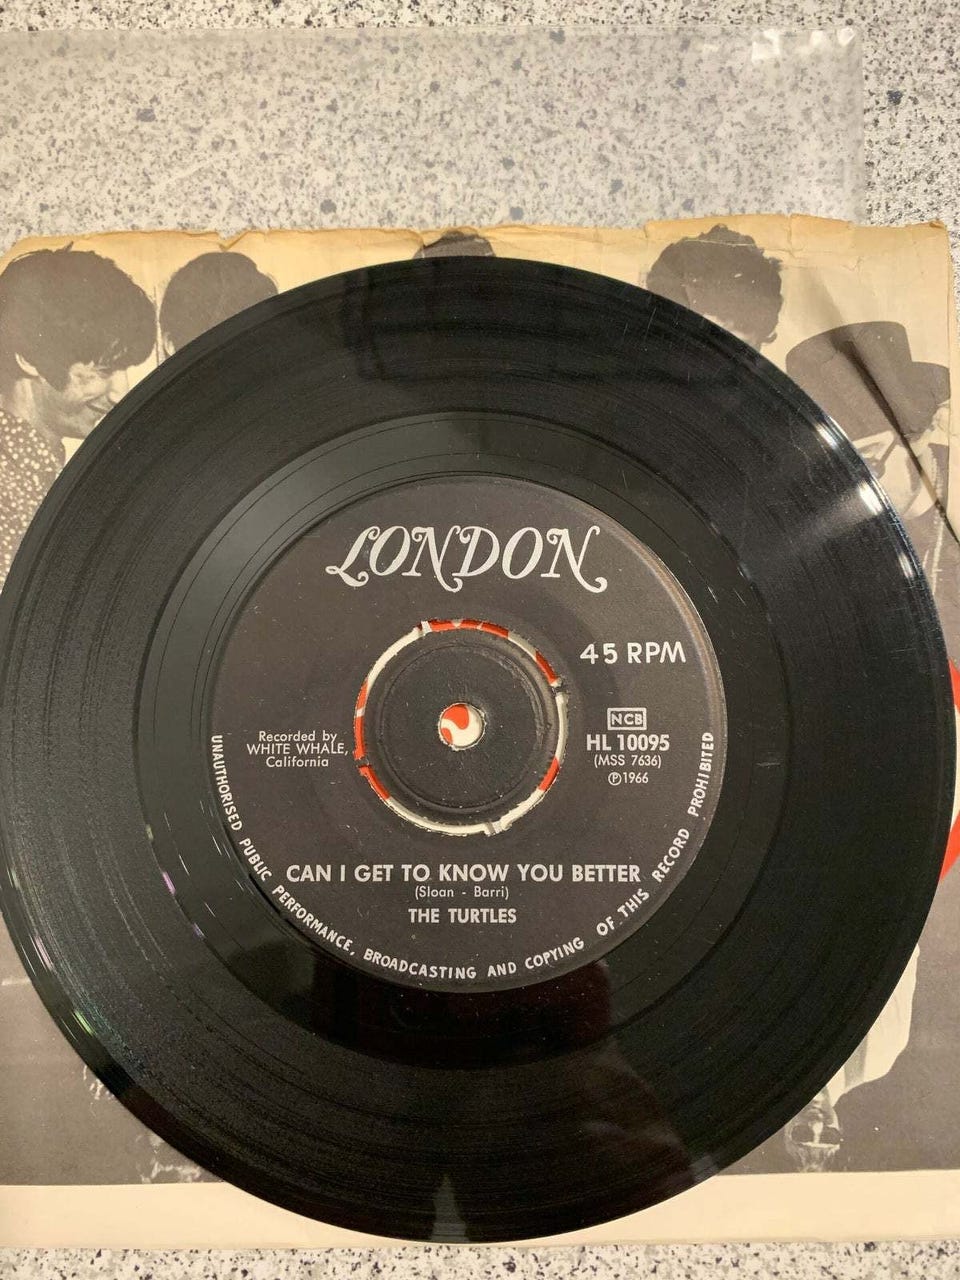 LONDON
45 RPM
NCB
HL 10095
(MSS 7636)
Ⓟ1966
Recorded by
WHITE WHALE,
California
CAN I GET TO KNOW YOU BETTER
(Sloan - Barri)
THE TURTLES
UNAUTHORISED PUBLIC PERFORMANCE, BROADCASTING AND COPYING OF THIS RECORD PROHIBITED